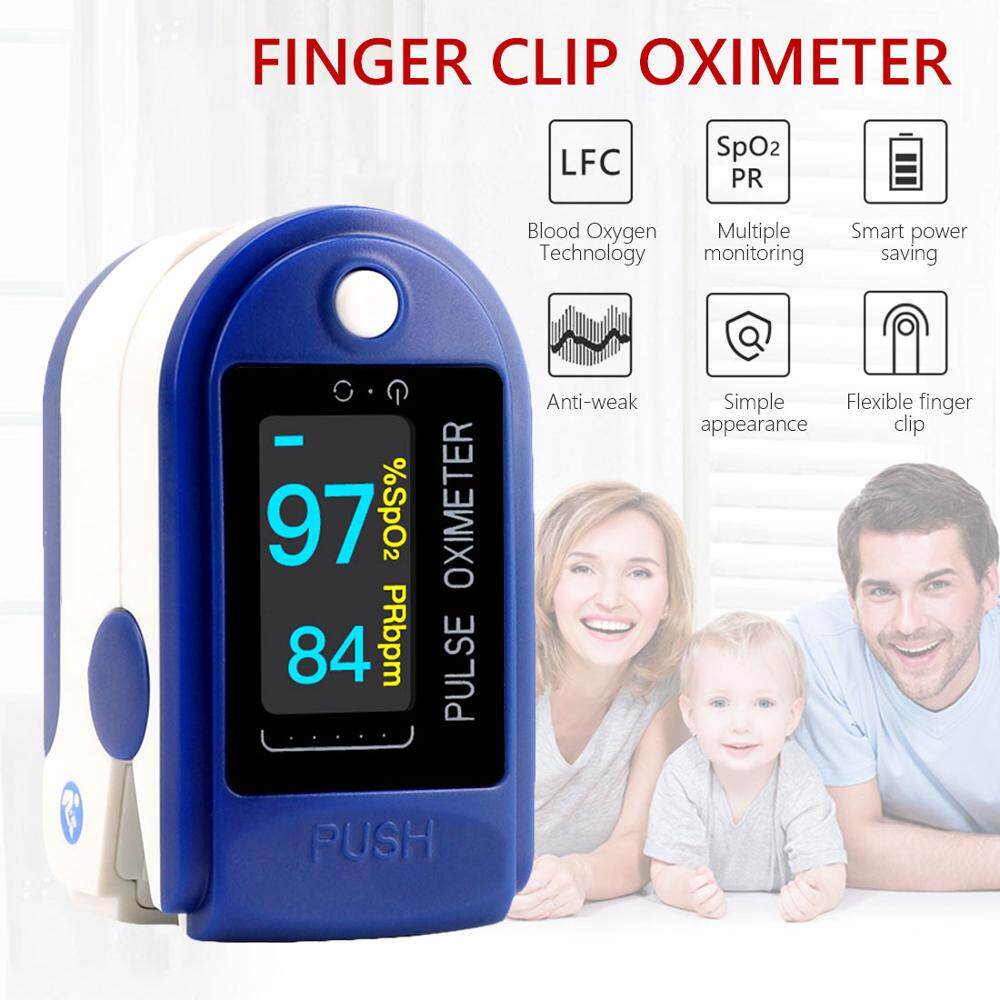 FINGER CLIP OXIMETER
LFC
Blood Oxygen
Technology
SpO2
PR
Multiple
monitoring
Smart power
saving
Anti-weak
Simple
appearance
Flexible finger
clip
97
%SpO2
84
PRbpm
PULSE OXIMETER
PUSH